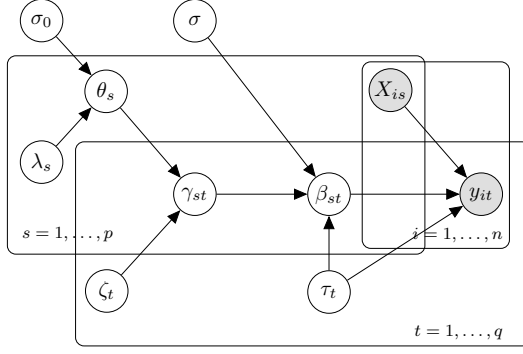 σ₀
σ
θₛ
Xᵢₛ
λₛ
γₛₜ
βₛₜ
yᵢₜ
s = 1, . . . , p
i = 1, . . . , n
ζₜ
τₜ
t = 1, . . . , q